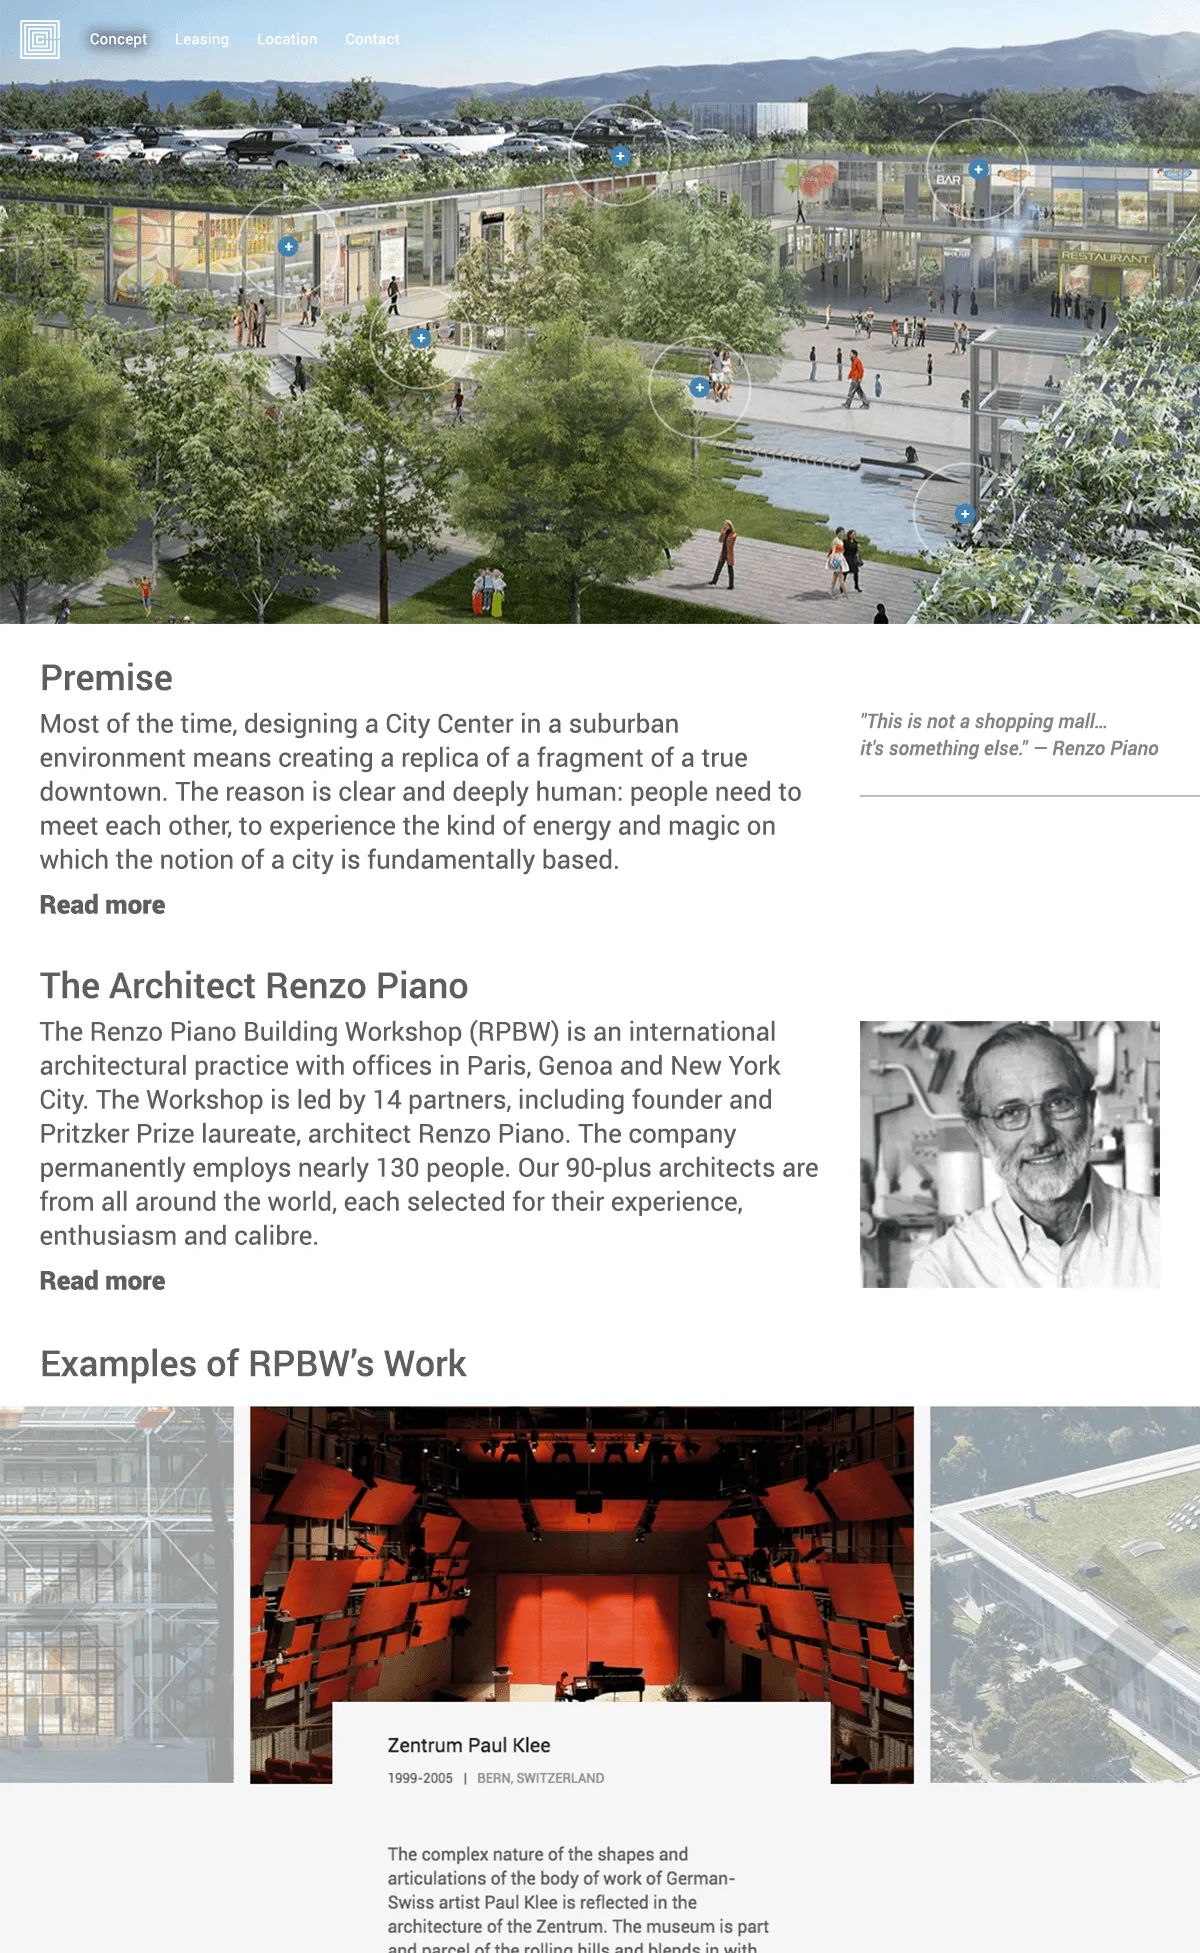 Concept Leasing Location Contact
BAR
RESTAURANT
Premise
Most of the time, designing a City Center in a suburban
environment means creating a replica of a fragment of a true
downtown. The reason is clear and deeply human: people need to
meet each other, to experience the kind of energy and magic on
which the notion of a city is fundamentally based.
Read more
"This is not a shopping mall...
it's something else." — Renzo Piano
The Architect Renzo Piano
The Renzo Piano Building Workshop (RPBW) is an international
architectural practice with offices in Paris, Genoa and New York
City. The Workshop is led by 14 partners, including founder and
Pritzker Prize laureate, architect Renzo Piano. The company
permanently employs nearly 130 people. Our 90-plus architects are
from all around the world, each selected for their experience,
enthusiasm and calibre.
Read more
Examples of RPBW's Work
Zentrum Paul Klee
1999-2005 | BERN, SWITZERLAND
The complex nature of the shapes and
articulations of the body of work of German-
Swiss artist Paul Klee is reflected in the
architecture of the Zentrum. The museum is part
and parcel of the rolling hills and blends in with